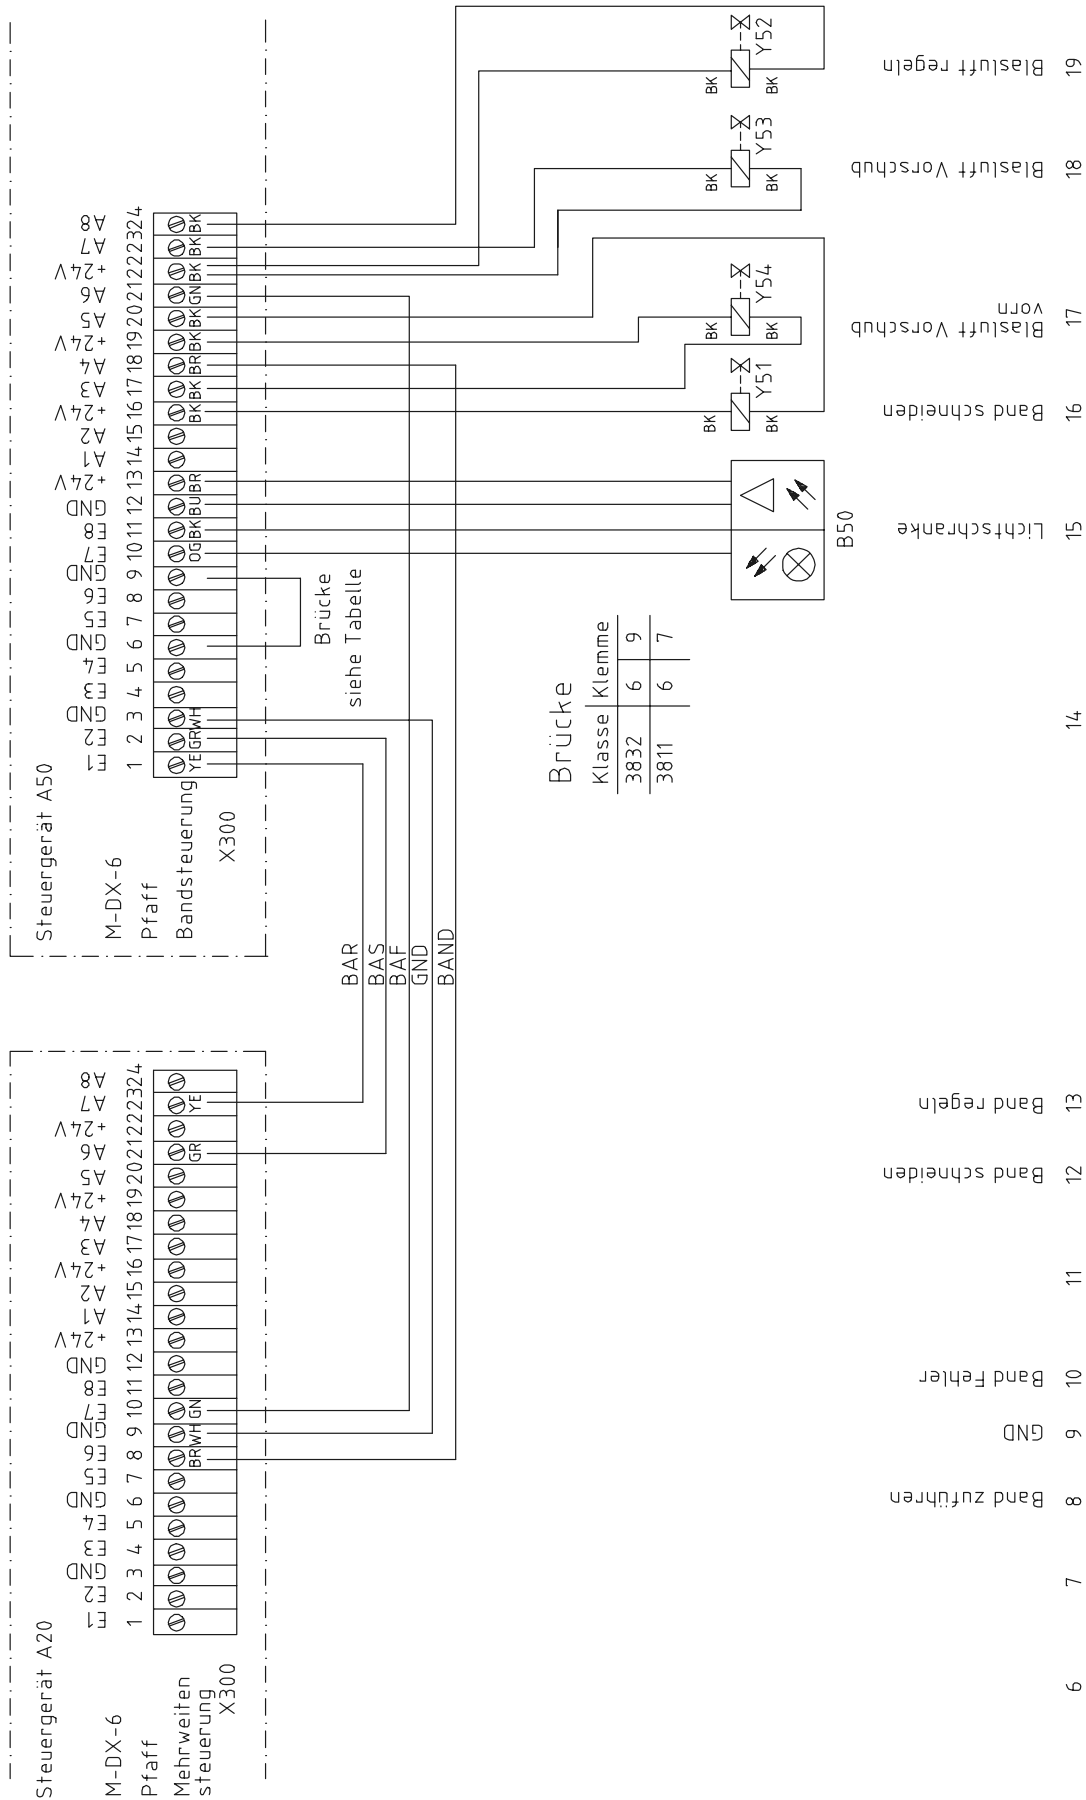 Steuergerät A20
M-DX-6
Pfaff
Mehrweiten
steuerung
X300
E1 E2 GND E3 E4 GND E5 E6 GND E7 E8 GND +24V A1 A2 +24V A3 A4 +24V A5 A6 +24V A7 A8
1 2 3 4 5 6 7 8 9 10 11 12 13 14 15 16 17 18 19 20 21 22 23 24
BR WH GN GR YE
Steuergerät A50
M-DX-6
Pfaff
Bandsteuerung
X300
E1 E2 GND E3 E4 GND E5 E6 GND E7 E8 GND +24V A1 A2 +24V A3 A4 +24V A5 A6 +24V A7 A8
1 2 3 4 5 6 7 8 9 10 11 12 13 14 15 16 17 18 19 20 21 22 23 24
YE GR WH OG BK BU BR BK BK BR BK BK GN BK BK BK
BAR
BAS
BAF
GND
BAND
Brücke
siehe Tabelle
Brücke
Klasse Klemme
3832 6 9
3811 6 7
B50
BK BK Y51
BK BK Y54
BK BK Y53
BK BK Y52
Band zuführen
GND
Band Fehler
Band schneiden
Band regeln
Lichtschranke
Band schneiden
Blasluft Vorschub
vorn
Blasluft Vorschub
Blasluft regeln
6 7 8 9 10 11 12 13 14 15 16 17 18 19